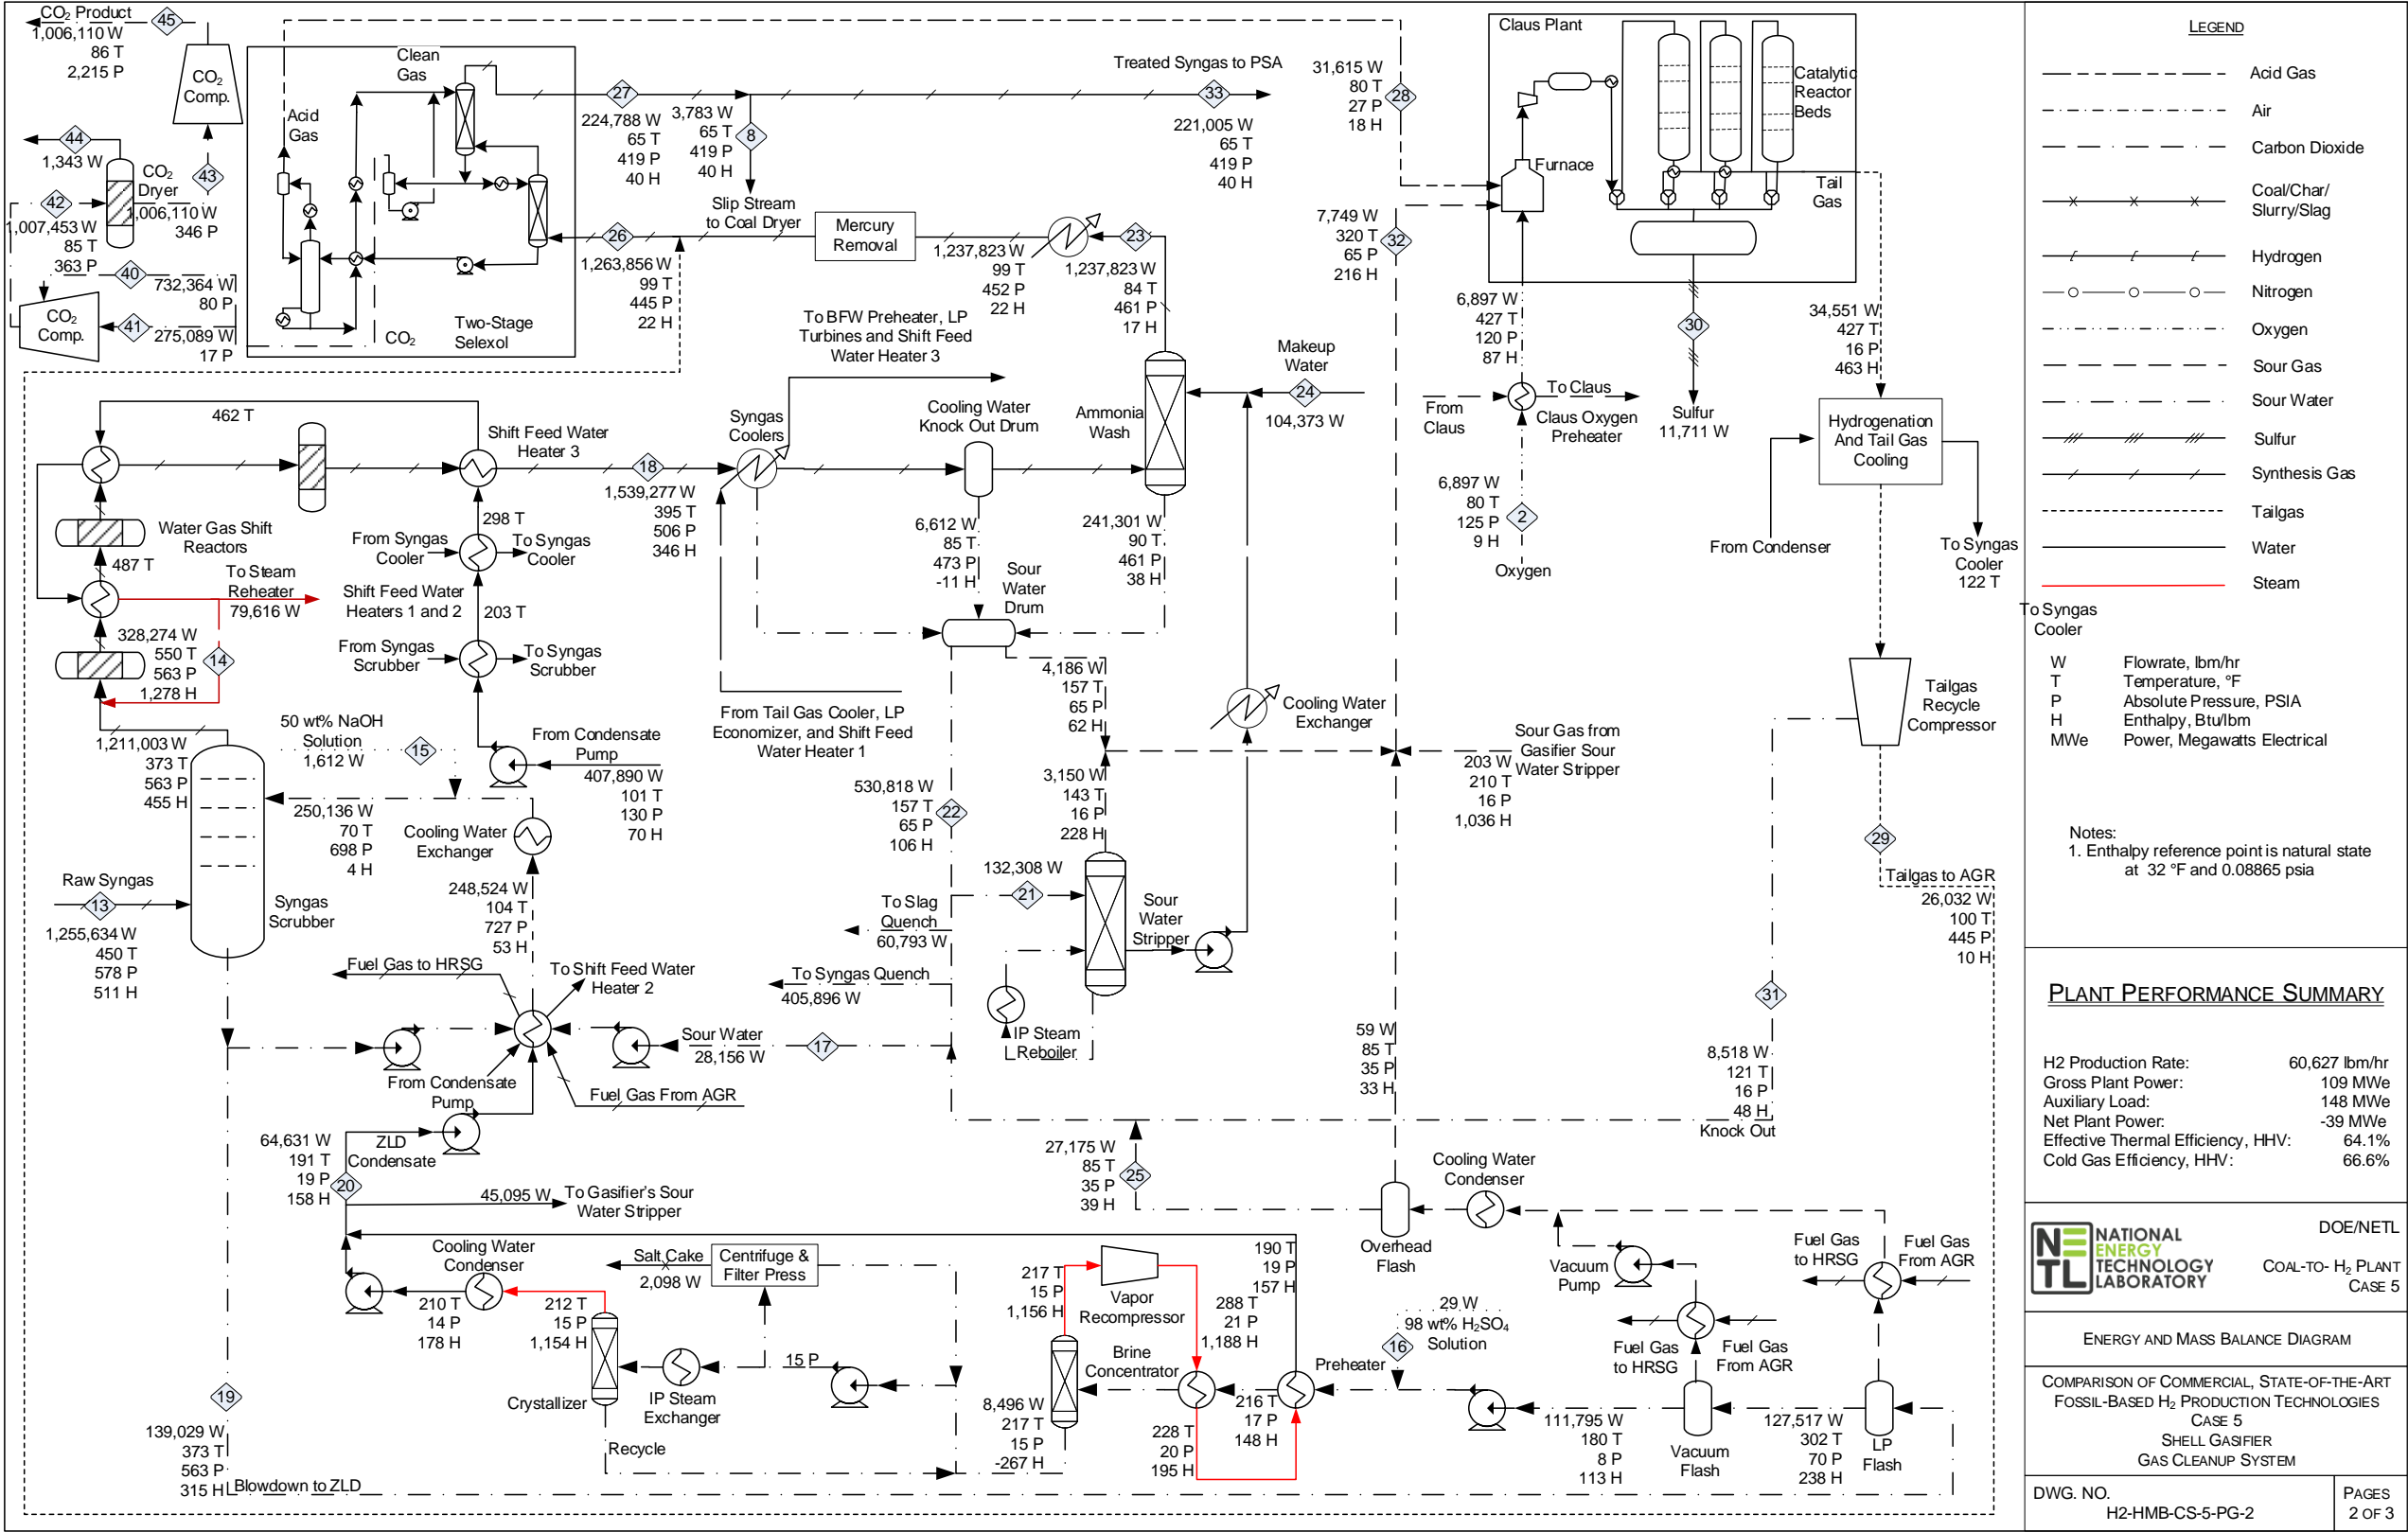 CO2 Product
1,006,110 W
86 T
2,215 P
45
CO2
Comp.
44
1,343 W
CO2
Dryer
43
42
1,007,453 W
85 T
363 P
1,006,110 W
346 P
40
732,364 W
80 P
CO2
Comp.
41
275,089 W
17 P
Clean
Gas
Acid
Gas
CO2
Two-Stage
Selexol
27
224,788 W
65 T
419 P
40 H
3,783 W
65 T
419 P
40 H
8
Slip Stream
to Coal Dryer
Treated Syngas to PSA
33
221,005 W
65 T
419 P
40 H
26
1,263,856 W
99 T
445 P
22 H
Mercury
Removal
1,237,823 W
99 T
452 P
22 H
23
1,237,823 W
84 T
461 P
17 H
31,615 W
80 T
27 P
18 H
28
7,749 W
320 T
65 P
216 H
32
Claus Plant
Furnace
Catalytic
Reactor
Beds
Tail
Gas
6,897 W
427 T
120 P
87 H
From
Claus
To Claus
Claus Oxygen
Preheater
6,897 W
80 T
125 P
9 H
2
Oxygen
30
Sulfur
11,711 W
34,551 W
427 T
16 P
463 H
Hydrogenation
And Tail Gas
Cooling
From Condenser
To Syngas
Cooler
122 T
To Syngas
Cooler
Tailgas
Recycle
Compressor
29
Tailgas to AGR
26,032 W
100 T
445 P
10 H
31
8,518 W
121 T
16 P
48 H
Knock Out
To BFW Preheater, LP
Turbines and Shift Feed
Water Heater 3
Syngas
Coolers
Cooling Water
Knock Out Drum
Ammonia
Wash
Makeup
Water
24
104,373 W
462 T
Shift Feed Water
Heater 3
18
1,539,277 W
395 T
506 P
346 H
Water Gas Shift
Reactors
487 T
To Steam
Reheater
79,616 W
328,274 W
550 T
563 P
1,278 H
14
298 T
From Syngas
Cooler
To Syngas
Cooler
Shift Feed Water
Heaters 1 and 2
203 T
From Syngas
Scrubber
To Syngas
Scrubber
6,612 W
85 T
473 P
-11 H
241,301 W
90 T
461 P
38 H
Sour
Water
Drum
4,186 W
157 T
65 P
62 H
Cooling Water
Exchanger
From Tail Gas Cooler, LP
Economizer, and Shift Feed
Water Heater 1
1,211,003 W
373 T
563 P
455 H
50 wt% NaOH
Solution
1,612 W
15
From Condensate
Pump
407,890 W
101 T
130 P
70 H
250,136 W
70 T
698 P
4 H
Cooling Water
Exchanger
530,818 W
157 T
65 P
106 H
22
3,150 W
143 T
16 P
228 H
Sour Gas from
Gasifier Sour
Water Stripper
203 W
210 T
16 P
1,036 H
Raw Syngas
13
1,255,634 W
450 T
578 P
511 H
Syngas
Scrubber
248,524 W
104 T
727 P
53 H
132,308 W
21
To Slag
Quench
60,793 W
Sour
Water
Stripper
To Syngas Quench
405,896 W
IP Steam
Reboiler
Fuel Gas to HRSG
To Shift Feed Water
Heater 2
Sour Water
28,156 W
17
From Condensate
Pump
Fuel Gas From AGR
59 W
85 T
35 P
33 H
64,631 W
191 T
19 P
158 H
ZLD
Condensate
20
45,095 W
To Gasifier's Sour
Water Stripper
27,175 W
85 T
35 P
39 H
25
Overhead
Flash
Cooling Water
Condenser
Vacuum
Pump
Fuel Gas
to HRSG
Fuel Gas
From AGR
Fuel Gas
to HRSG
Fuel Gas
From AGR
Cooling Water
Condenser
210 T
14 P
178 H
212 T
15 P
1,154 H
Crystallizer
Salt Cake
2,098 W
Centrifuge &
Filter Press
IP Steam
Exchanger
15 P
Recycle
217 T
15 P
1,156 H
Vapor
Recompressor
190 T
19 P
157 H
288 T
21 P
1,188 H
Brine
Concentrator
8,496 W
217 T
15 P
-267 H
228 T
20 P
195 H
216 T
17 P
148 H
Preheater
29 W
98 wt% H2SO4
Solution
16
111,795 W
180 T
8 P
113 H
Vacuum
Flash
127,517 W
302 T
70 P
238 H
LP
Flash
19
139,029 W
373 T
563 P
315 H
Blowdown to ZLD
LEGEND
Acid Gas
Air
Carbon Dioxide
Coal/Char/
Slurry/Slag
Hydrogen
Nitrogen
Oxygen
Sour Gas
Sour Water
Sulfur
Synthesis Gas
Tailgas
Water
Steam
W Flowrate, lbm/hr
T Temperature, °F
P Absolute Pressure, PSIA
H Enthalpy, Btu/lbm
MWe Power, Megawatts Electrical
Notes:
1. Enthalpy reference point is natural state
at 32 °F and 0.08865 psia
PLANT PERFORMANCE SUMMARY
H2 Production Rate: 60,627 lbm/hr
Gross Plant Power: 109 MWe
Auxiliary Load: 148 MWe
Net Plant Power: -39 MWe
Effective Thermal Efficiency, HHV: 64.1%
Cold Gas Efficiency, HHV: 66.6%
NETL
NATIONAL
ENERGY
TECHNOLOGY
LABORATORY
DOE/NETL
COAL-TO- H2 PLANT
CASE 5
ENERGY AND MASS BALANCE DIAGRAM
COMPARISON OF COMMERCIAL, STATE-OF-THE-ART
FOSSIL-BASED H2 PRODUCTION TECHNOLOGIES
CASE 5
SHELL GASIFIER
GAS CLEANUP SYSTEM
DWG. NO.
H2-HMB-CS-5-PG-2
PAGES
2 OF 3